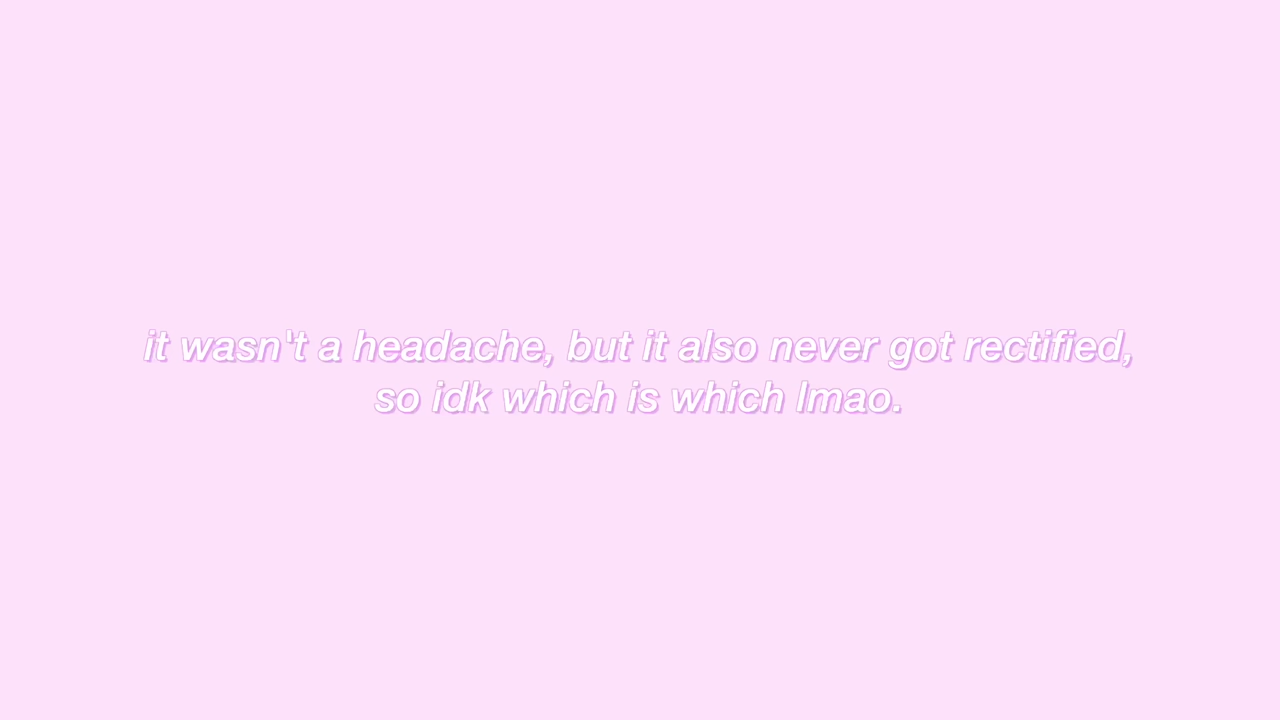 it wasn't a headache, but it also never got rectified,
so idk which is which lmao.